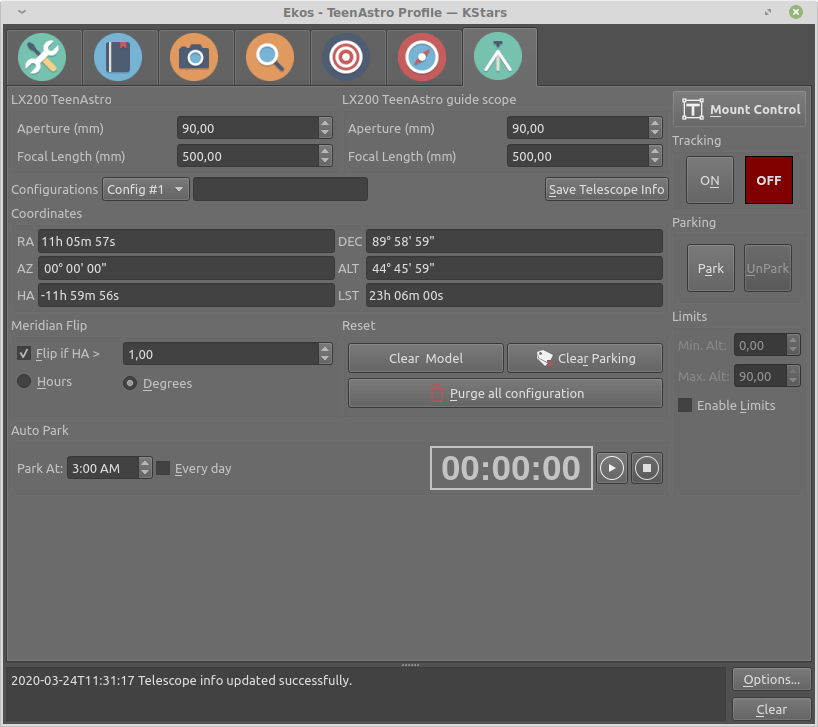 Ekos - TeenAstro Profile — KStars
LX200 TeenAstro
LX200 TeenAstro guide scope
Mount Control
Aperture (mm) 90,00
Aperture (mm) 90,00
Tracking
Focal Length (mm) 500,00
Focal Length (mm) 500,00
ON OFF
Configurations Config #1
Save Telescope Info
Coordinates
Parking
RA 11h 05m 57s
DEC 89° 58' 59"
AZ 00° 00' 00"
ALT 44° 45' 59"
Park UnPark
HA -11h 59m 56s
LST 23h 06m 00s
Meridian Flip
Reset
Limits
Flip if HA > 1,00
Clear Model
Clear Parking
Min. Alt: 0,00
Hours
Degrees
Purge all configuration
Max. Alt: 90,00
Enable Limits
Auto Park
Park At: 3:00 AM
Every day
00:00:00
2020-03-24T11:31:17 Telescope info updated successfully.
Options...
Clear